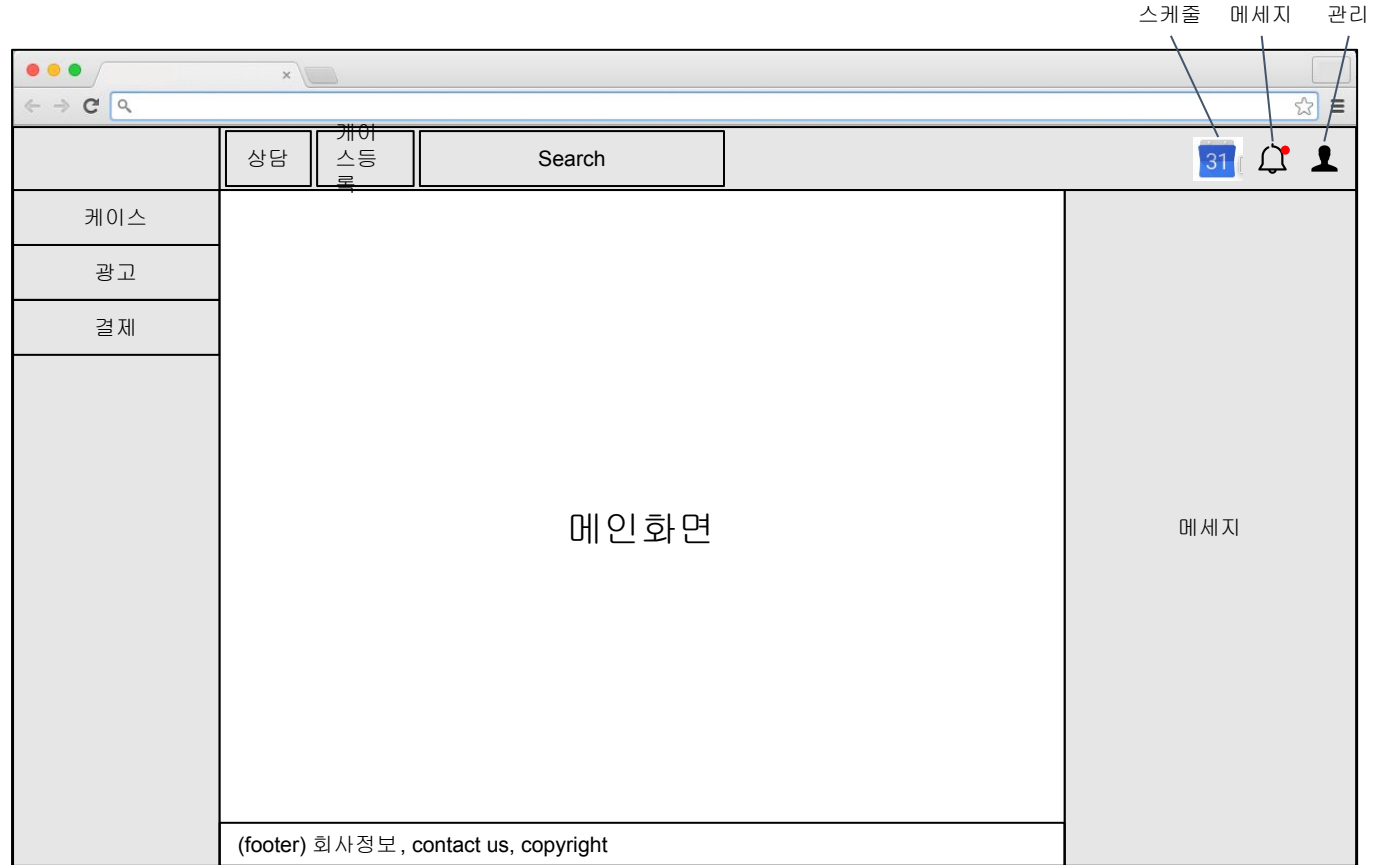 스케줄 메세지 관리
상담
케이
스등
록
Search
31
케이스
광고
결제
메인화면
메세지
(footer) 회사정보, contact us, copyright